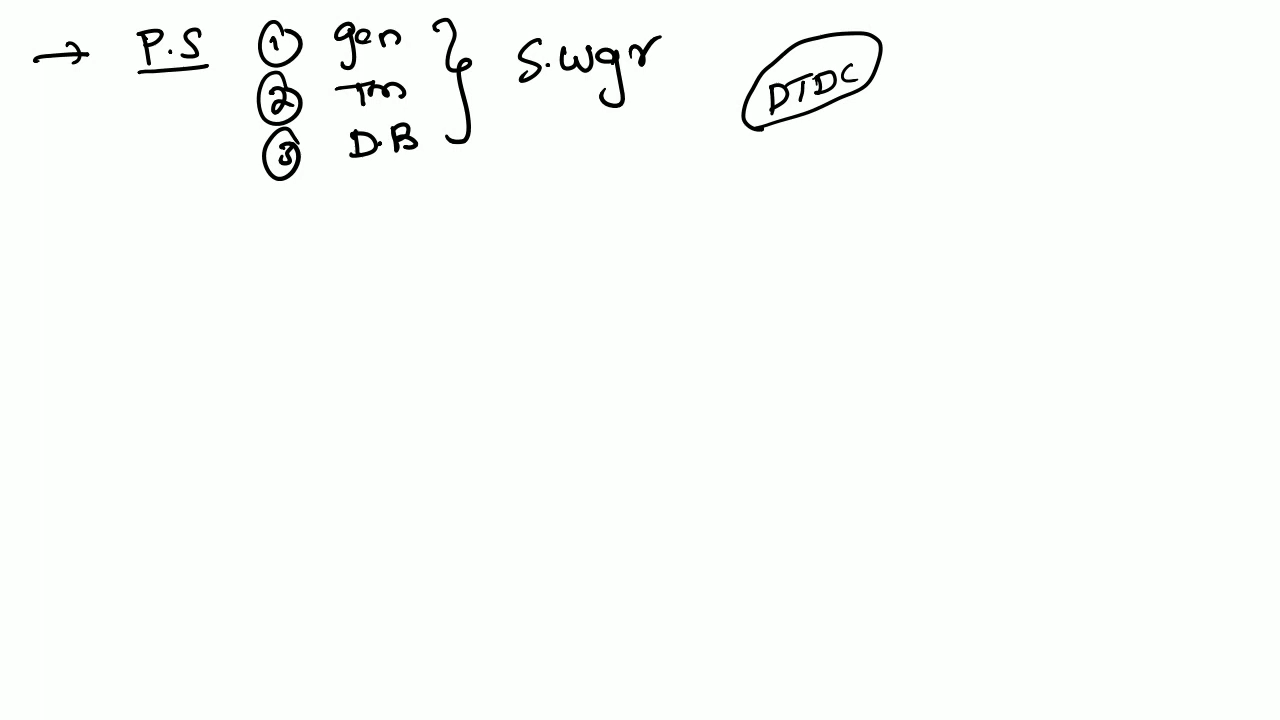 → P.S ① gen } S.wgr DTDC
② Tm
③ D.B